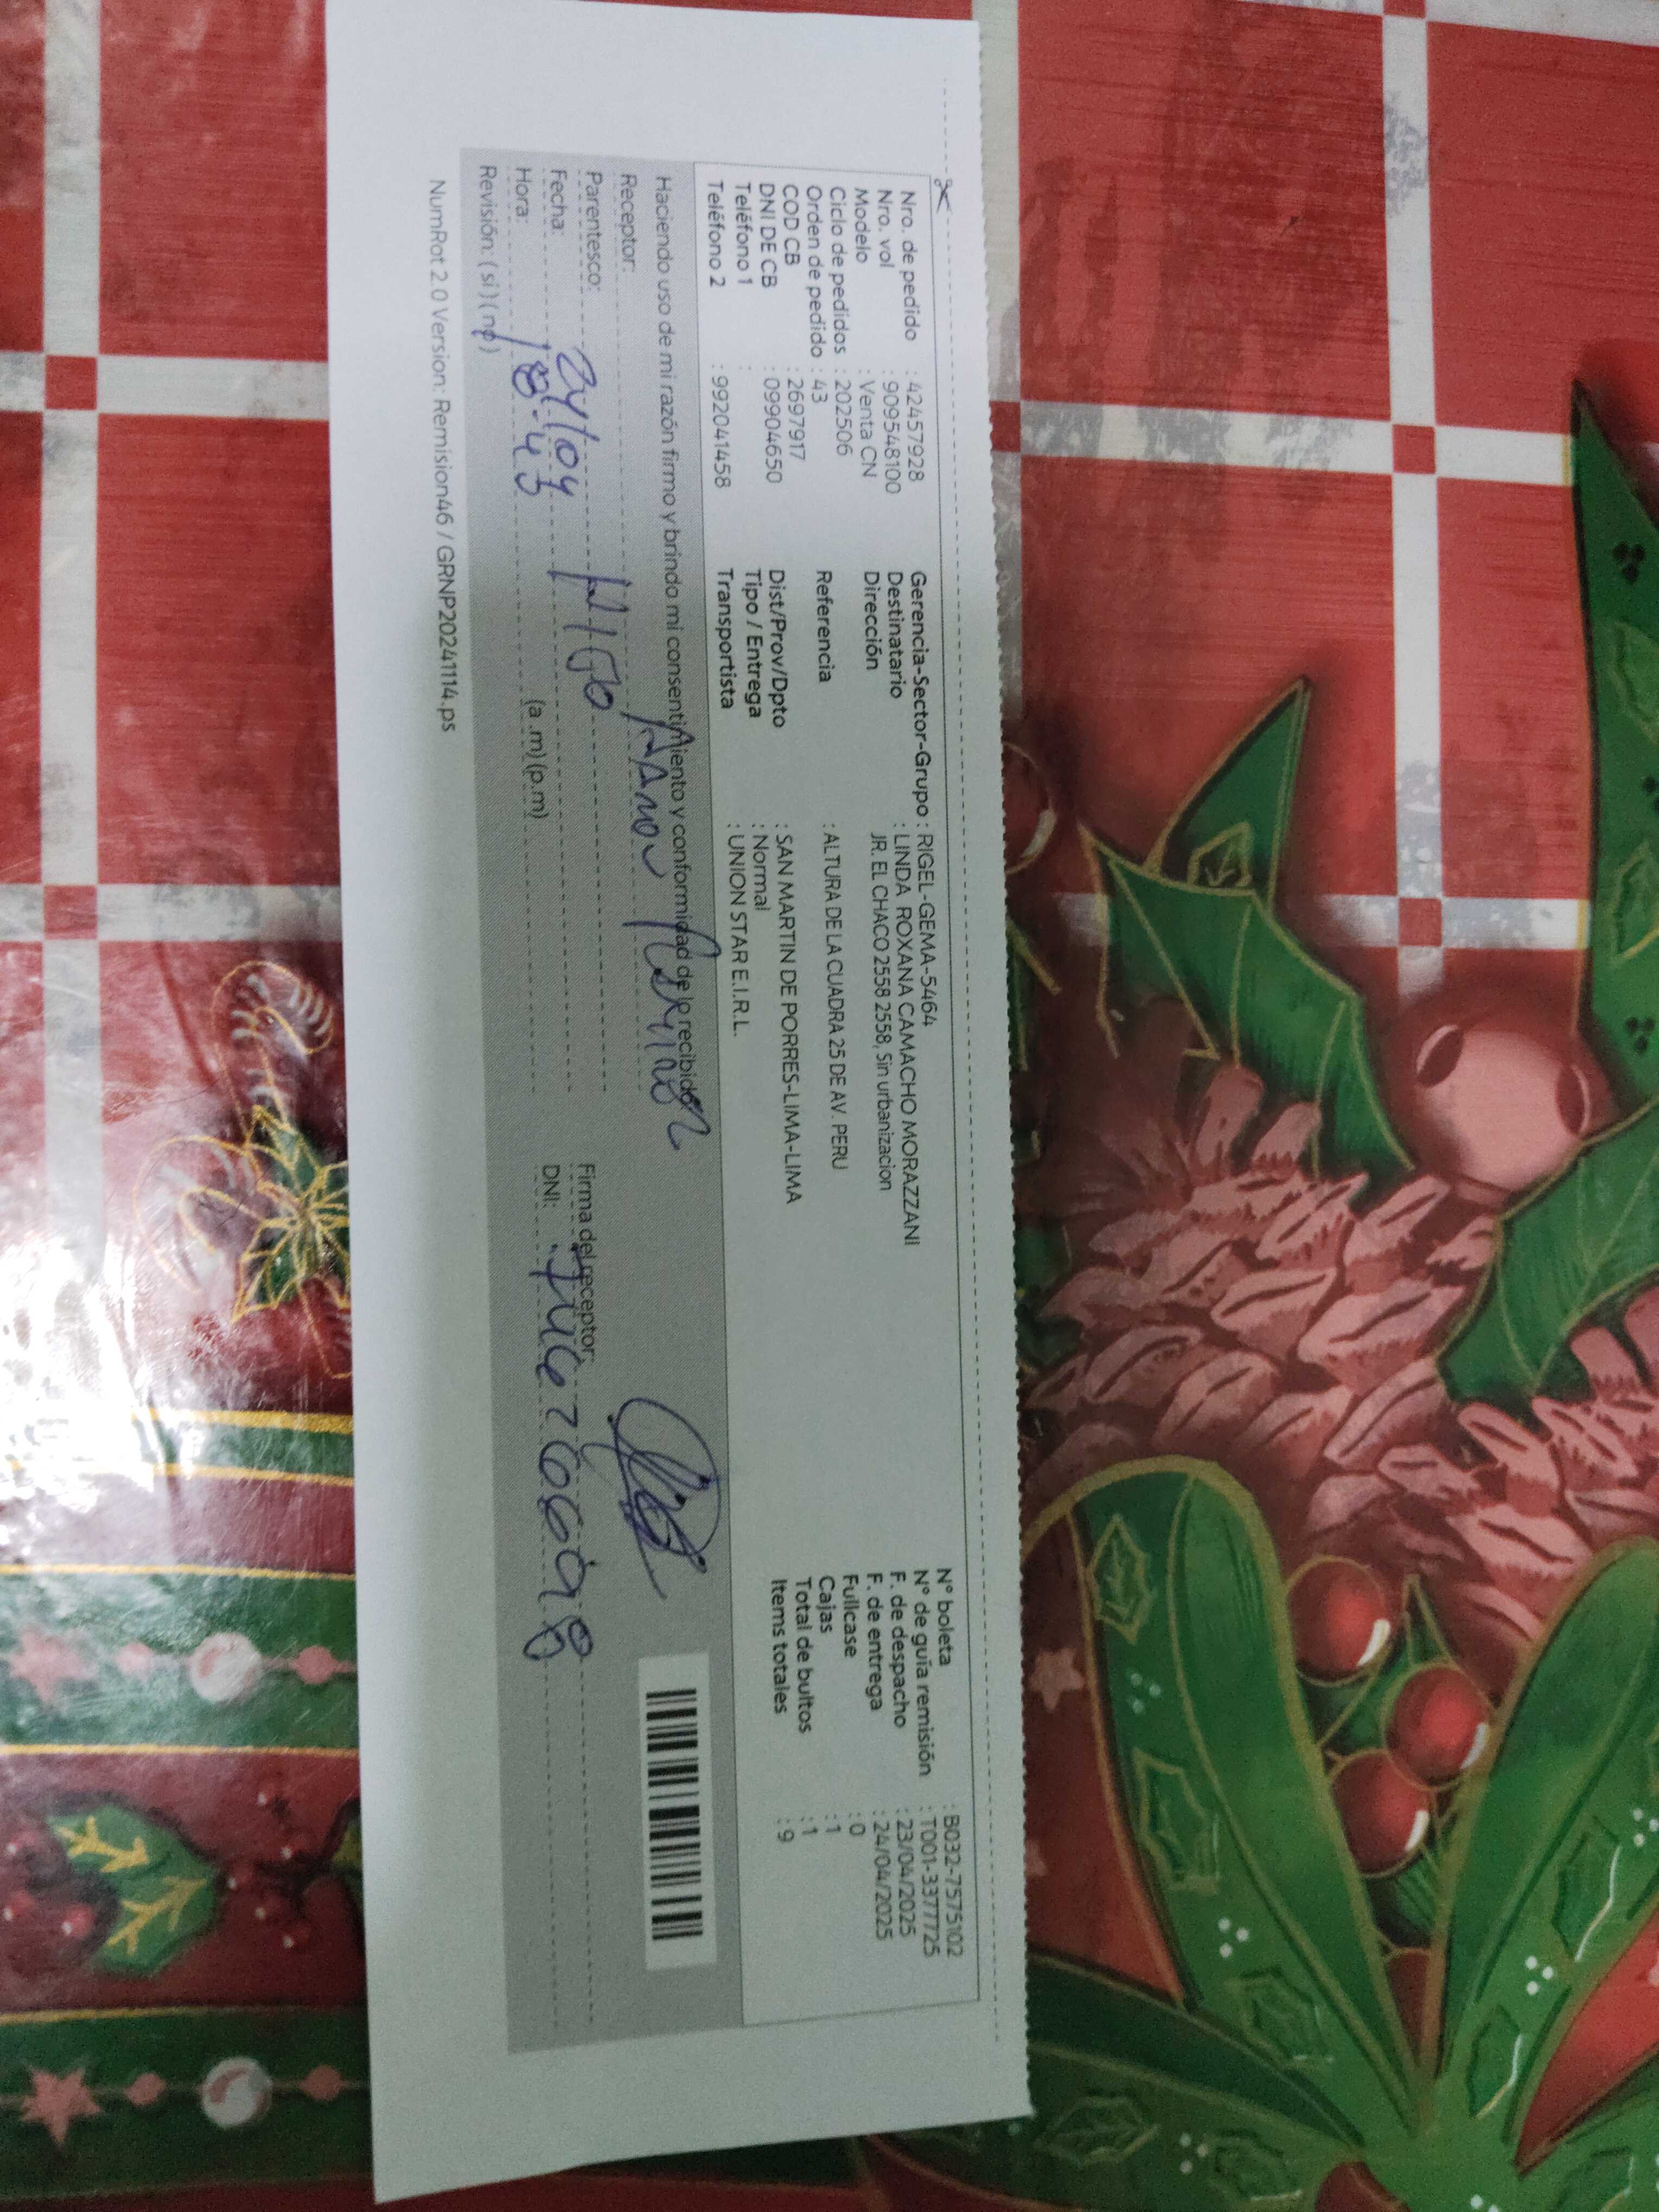 Nro. de pedido : 42457928
Nro. vol : 909548100
Modelo : Venta CN
Ciclo de pedidos : 202506
Orden de pedido : 43
COD CB : 2697917
DNI DE CB : 09904650
Teléfono 1 :
Teléfono 2 : 992041458
Gerencia-Sector-Grupo : RIGEL-GEMA-5464
Destinatario : LINDA ROXANA CAMACHO MORAZZANI
Dirección JR. EL CHACO 2558 2558, Sin urbanizacion
Referencia : ALTURA DE LA CUADRA 25 DE AV. PERU
Dist/Prov/Dpto : SAN MARTIN DE PORRES-LIMA-LIMA
Tipo / Entrega : Normal
Transportista : UNION STAR E.I.R.L.
N° boleta : B032-7575102
N° de guía remisión : T001-3377725
F. de despacho : 23/04/2025
F. de entrega : 24/04/2025
Fullcase : 0
Cajas : 1
Total de bultos : 1
Items totales : 9
Haciendo uso de mi razón firmo y brindo mi consentimiento y conformidad de lo recibido
Receptor:
Parentesco: HIJO
Fecha: 24/04
Hora: 18:43 (a.m) (p.m)
Revisión: (si) (no)
Firma del receptor:
DNI:
NumRot 2.0 Version: Remision46 / GRNP20241114.ps